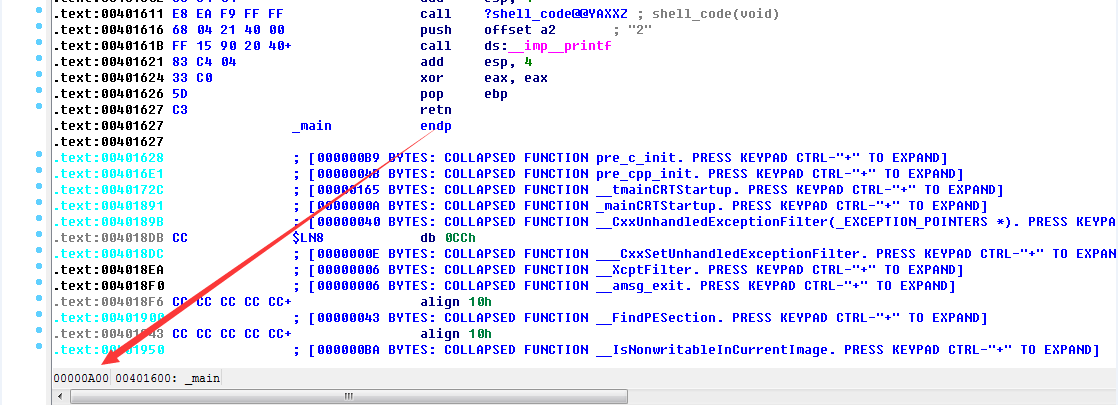 .text:00401611 E8 EA F9 FF FF call ?shell_code@@YAXXZ ; shell_code(void)
.text:00401616 68 04 21 40 00 push offset a2 ; "2"
.text:0040161B FF 15 90 20 40+ call ds:__imp__printf
.text:00401621 83 C4 04 add esp, 4
.text:00401624 33 C0 xor eax, eax
.text:00401626 5D pop ebp
.text:00401627 C3 retn
.text:00401627 _main endp
.text:00401627
.text:00401628 ; [000000B9 BYTES: COLLAPSED FUNCTION pre_c_init. PRESS KEYPAD CTRL-"+" TO EXPAND]
.text:004016E1 ; [0000004B BYTES: COLLAPSED FUNCTION pre_cpp_init. PRESS KEYPAD CTRL-"+" TO EXPAND]
.text:0040172C ; [00000165 BYTES: COLLAPSED FUNCTION __tmainCRTStartup. PRESS KEYPAD CTRL-"+" TO EXPAND]
.text:00401891 ; [0000000A BYTES: COLLAPSED FUNCTION _mainCRTStartup. PRESS KEYPAD CTRL-"+" TO EXPAND]
.text:0040189B ; [00000040 BYTES: COLLAPSED FUNCTION __CxxUnhandledExceptionFilter(_EXCEPTION_POINTERS *). PRESS KEYPA
.text:004018DB CC $LN8 db 0CCh
.text:004018DC ; [0000000E BYTES: COLLAPSED FUNCTION ___CxxSetUnhandledExceptionFilter. PRESS KEYPAD CTRL-"+" TO EXPAND]
.text:004018EA ; [00000006 BYTES: COLLAPSED FUNCTION __XcptFilter. PRESS KEYPAD CTRL-"+" TO EXPAND]
.text:004018F0 ; [00000006 BYTES: COLLAPSED FUNCTION __amsg_exit. PRESS KEYPAD CTRL-"+" TO EXPAND]
.text:004018F6 CC CC CC CC CC+ align 10h
.text:00401900 ; [00000043 BYTES: COLLAPSED FUNCTION __FindPESection. PRESS KEYPAD CTRL-"+" TO EXPAND]
.text:00401943 CC CC CC CC CC+ align 10h
.text:00401950 ; [000000BA BYTES: COLLAPSED FUNCTION __IsNonwritableInCurrentImage. PRESS KEYPAD CTRL-"+" TO EXPAND]
00000A00 00401600: _main